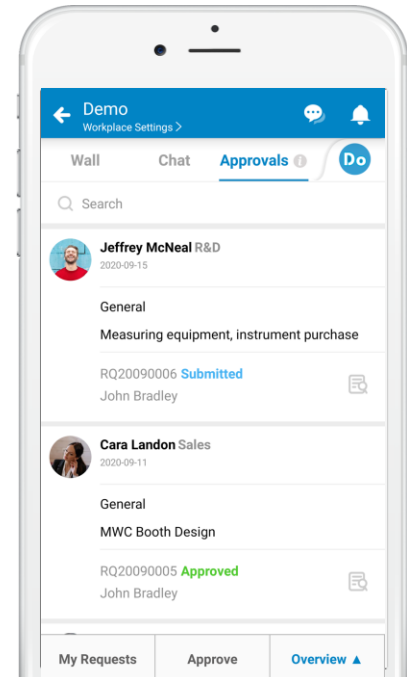 Demo
Workplace Settings >
Wall Chat Approvals i Do
Search
Jeffrey McNeal R&D
2020-09-15
General
Measuring equipment, instrument purchase
RQ20090006 Submitted
John Bradley
Cara Landon Sales
2020-09-11
General
MWC Booth Design
RQ20090005 Approved
John Bradley
My Requests Approve Overview ▲